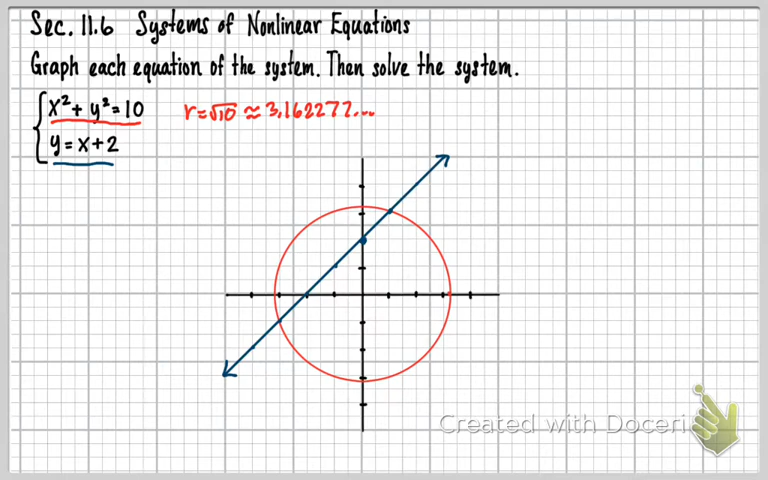 Sec. 11.6 Systems of Nonlinear Equations
Graph each equation of the system. Then solve the system.
x² + y² = 10 r = √10 ≈ 3.162277...
y = x + 2
Created with Doceri